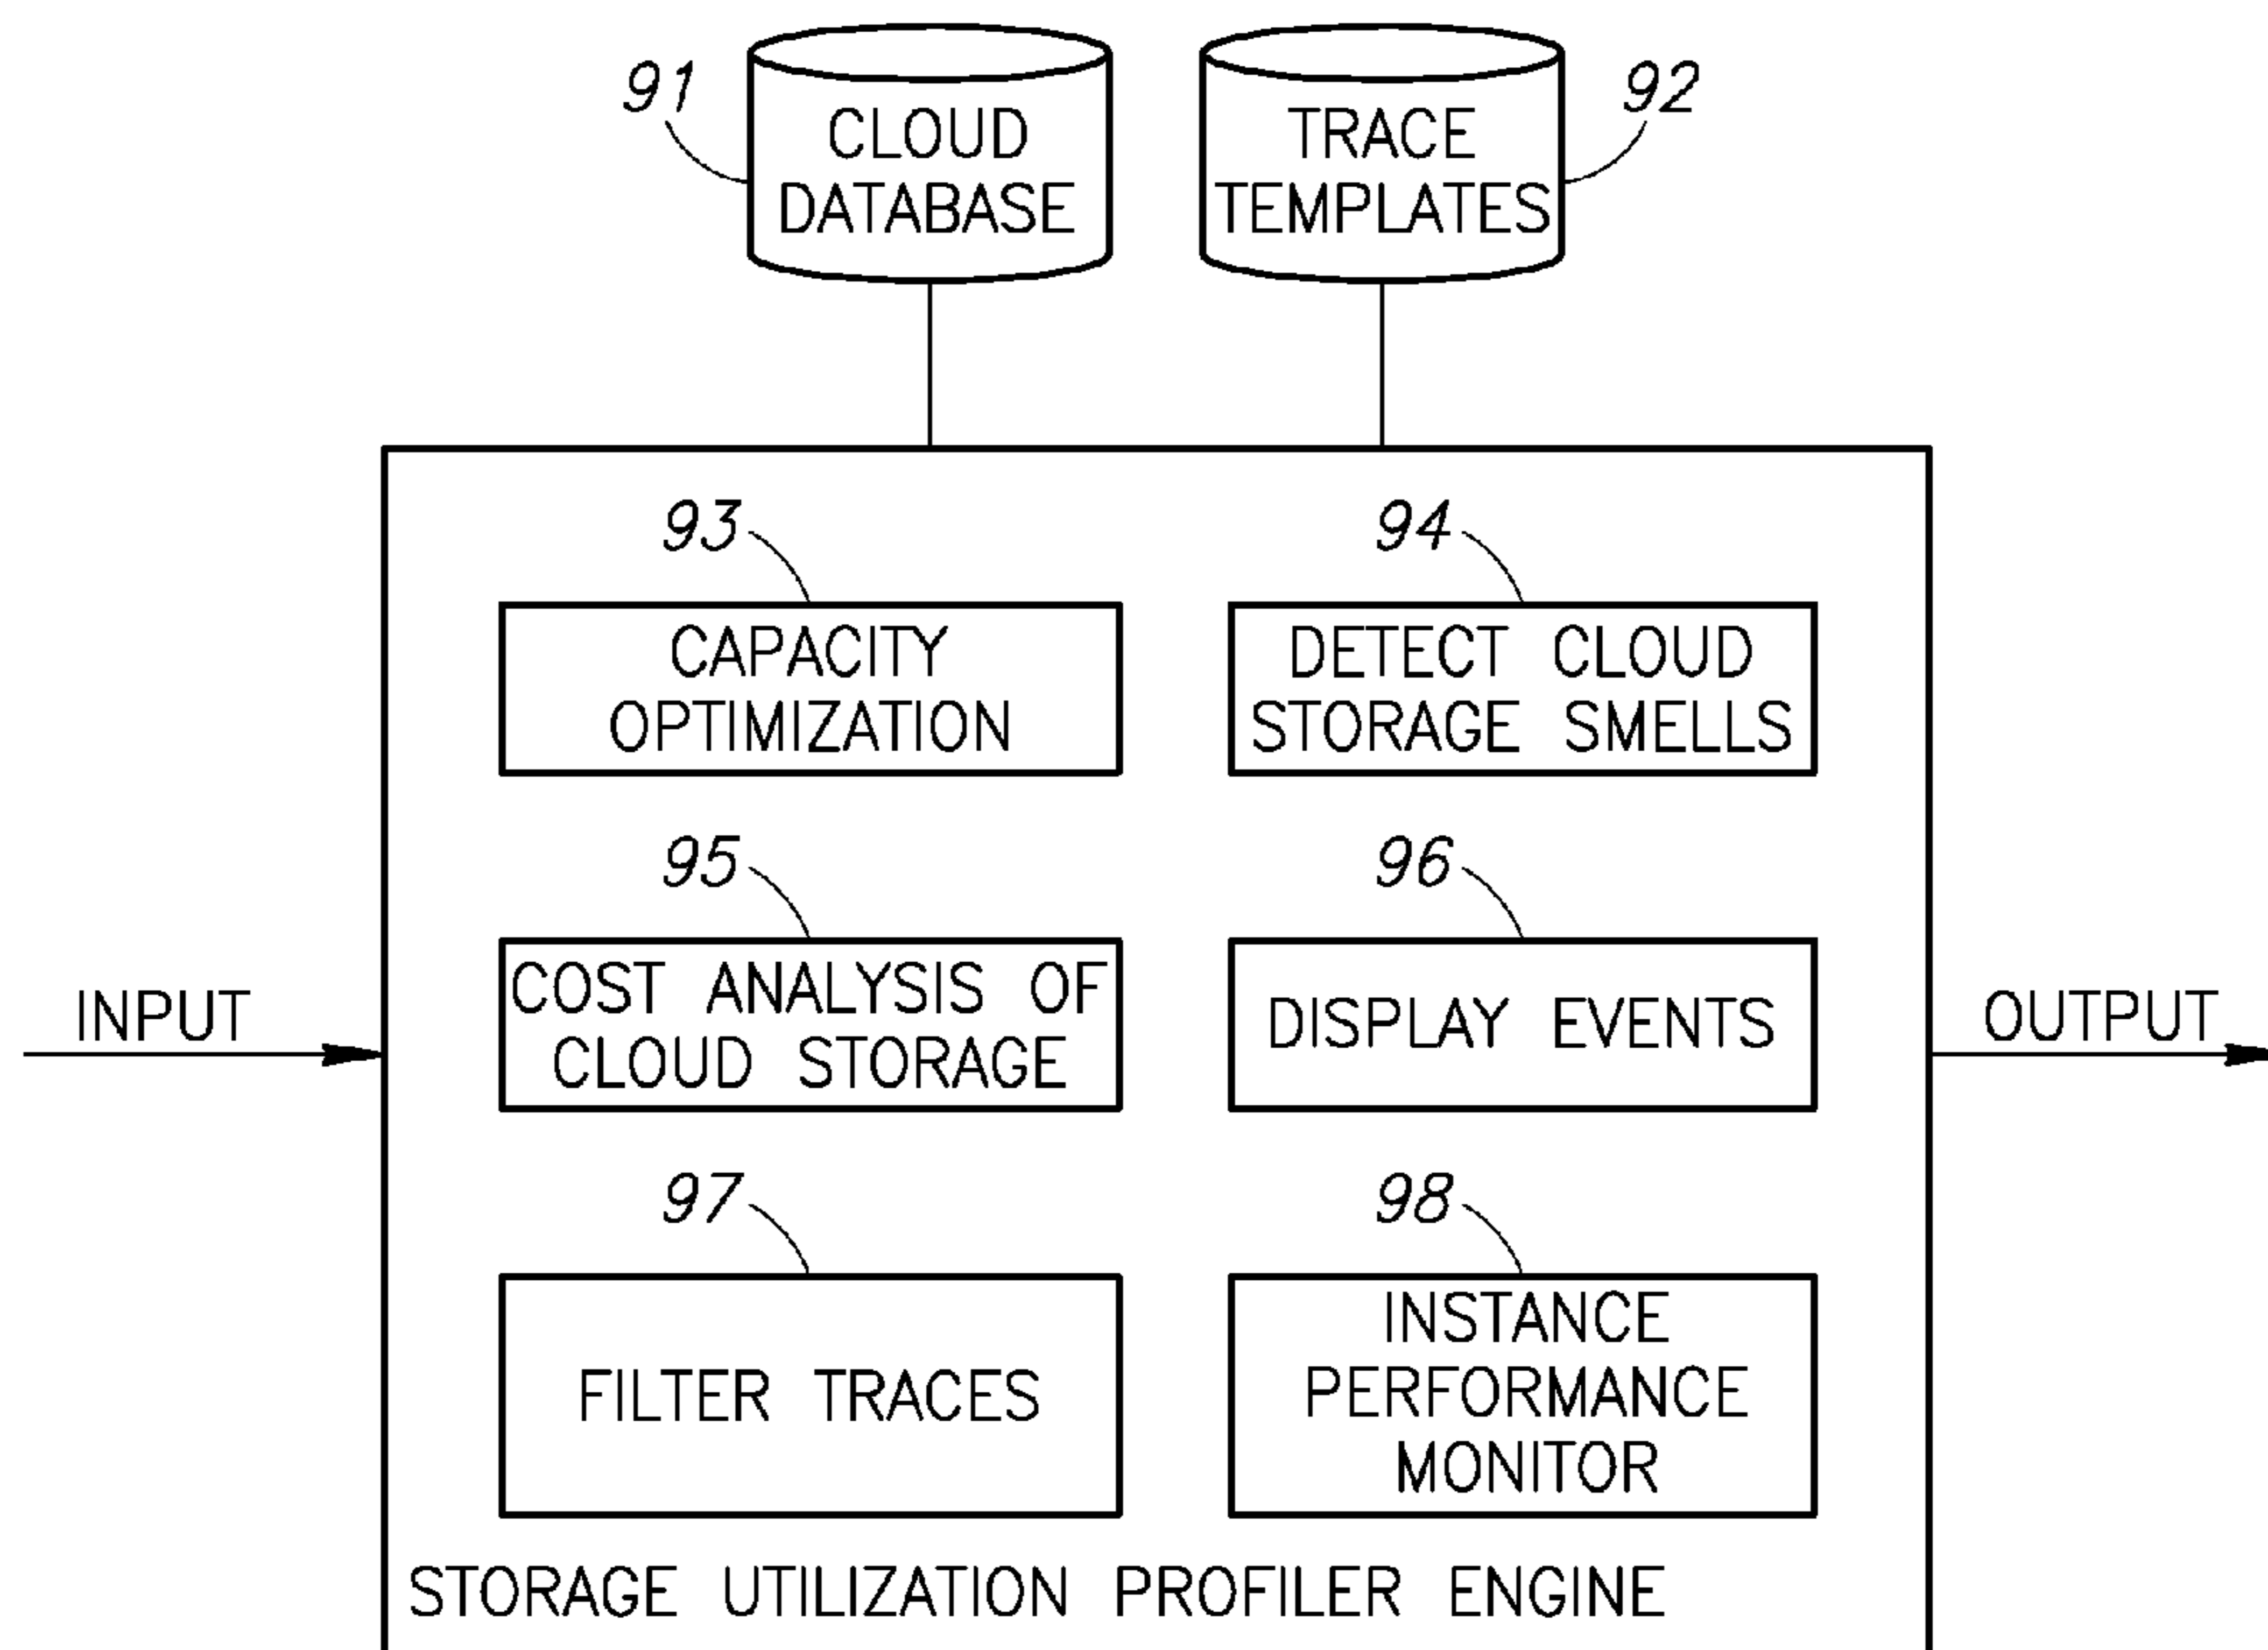 91
CLOUD
DATABASE
TRACE
TEMPLATES
92
93
CAPACITY
OPTIMIZATION
94
DETECT CLOUD
STORAGE SMELLS
95
COST ANALYSIS OF
CLOUD STORAGE
96
DISPLAY EVENTS
INPUT
OUTPUT
97
FILTER TRACES
98
INSTANCE
PERFORMANCE
MONITOR
STORAGE UTILIZATION PROFILER ENGINE